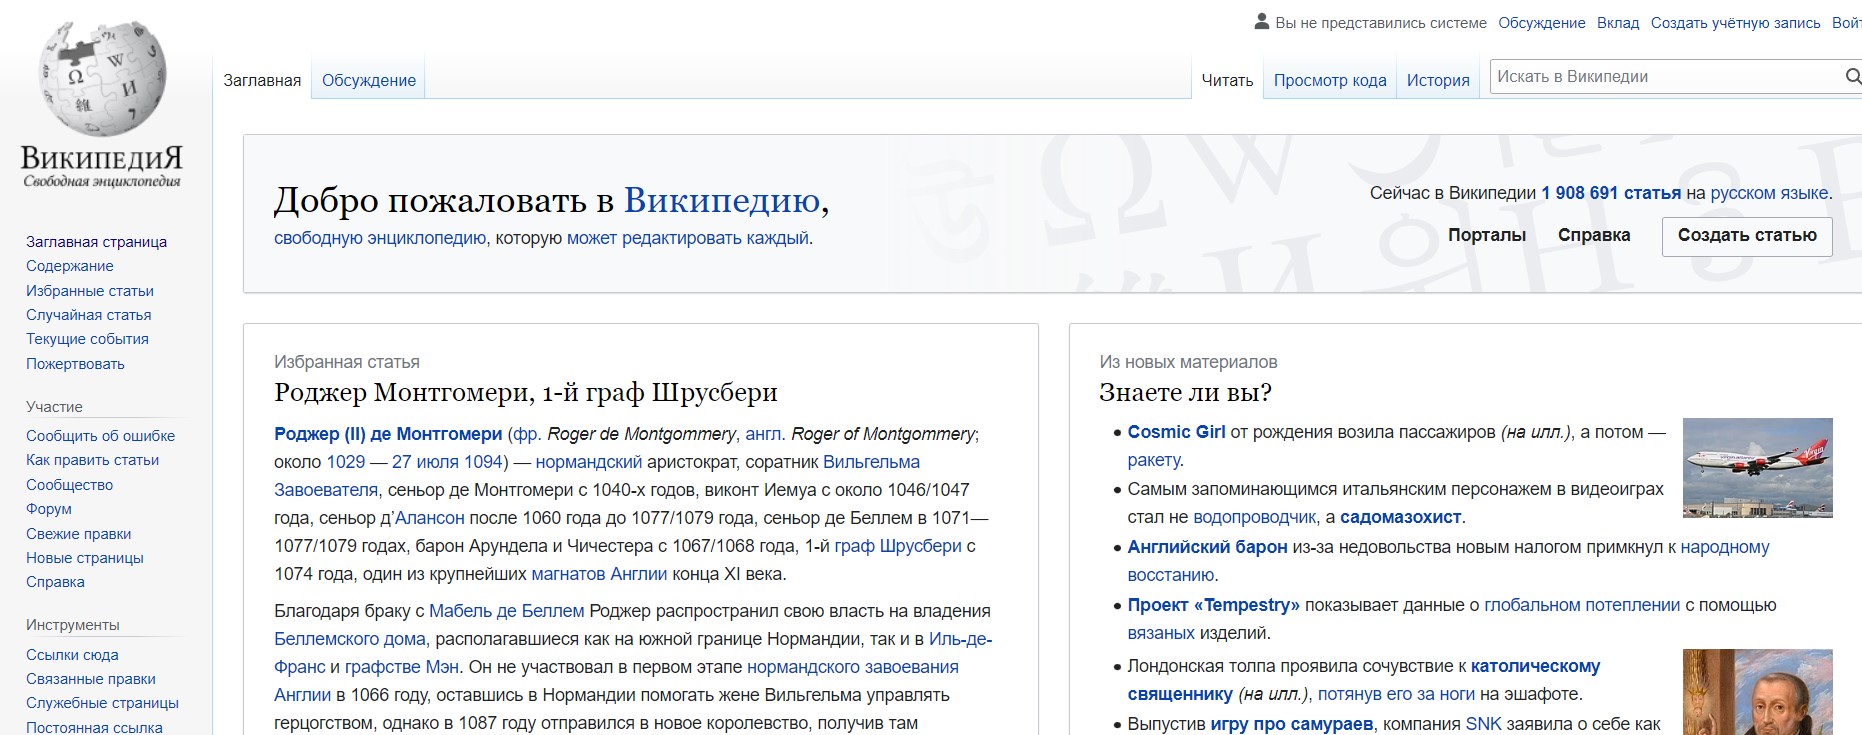 ВИКИПЕДИЯ
Свободная энциклопедия
Вы не представились системе Обсуждение Вклад Создать учётную запись
Заглавная Обсуждение
Читать Просмотр кода История Искать в Википедии
Заглавная страница
Содержание
Избранные статьи
Случайная статья
Текущие события
Пожертвовать
Участие
Сообщить об ошибке
Как править статьи
Сообщество
Форум
Свежие правки
Новые страницы
Справка
Инструменты
Ссылки сюда
Связанные правки
Служебные страницы
Постоянная ссылка
Добро пожаловать в Википедию,
свободную энциклопедию, которую может редактировать каждый.
Сейчас в Википедии 1 908 691 статья на русском языке.
Порталы Справка Создать статью
Избранная статья
Роджер Монтгомери, 1-й граф Шрусбери
Роджер (II) де Монтгомери (фр. Roger de Montgommery, англ. Roger of Montgommery;
около 1029 — 27 июля 1094) — нормандский аристократ, соратник Вильгельма
Завоевателя, сеньор де Монтгомери с 1040-х годов, виконт Иемуа с около 1046/1047
года, сеньор д’Алансон после 1060 года до 1077/1079 года, сеньор де Беллем в 1071—
1077/1079 годах, барон Арундела и Чичестера с 1067/1068 года, 1-й граф Шрусбери с
1074 года, один из крупнейших магнатов Англии конца XI века.
Благодаря браку с Мабель де Беллем Роджер распространил свою власть на владения
Беллемского дома, располагавшиеся как на южной границе Нормандии, так и в Иль-де-
Франс и графстве Мэн. Он не участвовал в первом этапе нормандского завоевания
Англии в 1066 году, оставшись в Нормандии помогать жене Вильгельма управлять
герцогством, однако в 1087 году отправился в новое королевство, получив там
Из новых материалов
Знаете ли вы?
Cosmic Girl от рождения возила пассажиров (на илл.), а потом —
ракету.
Самым запоминающимся итальянским персонажем в видеоиграх
стал не водопроводчик, а садомазохист.
Английский барон из-за недовольства новым налогом примкнул к народному
восстанию.
Проект «Tempestry» показывает данные о глобальном потеплении с помощью
вязаных изделий.
Лондонская толпа проявила сочувствие к католическому
священнику (на илл.), потянув его за ноги на эшафоте.
Выпустив игру про самураев, компания SNK заявила о себе как